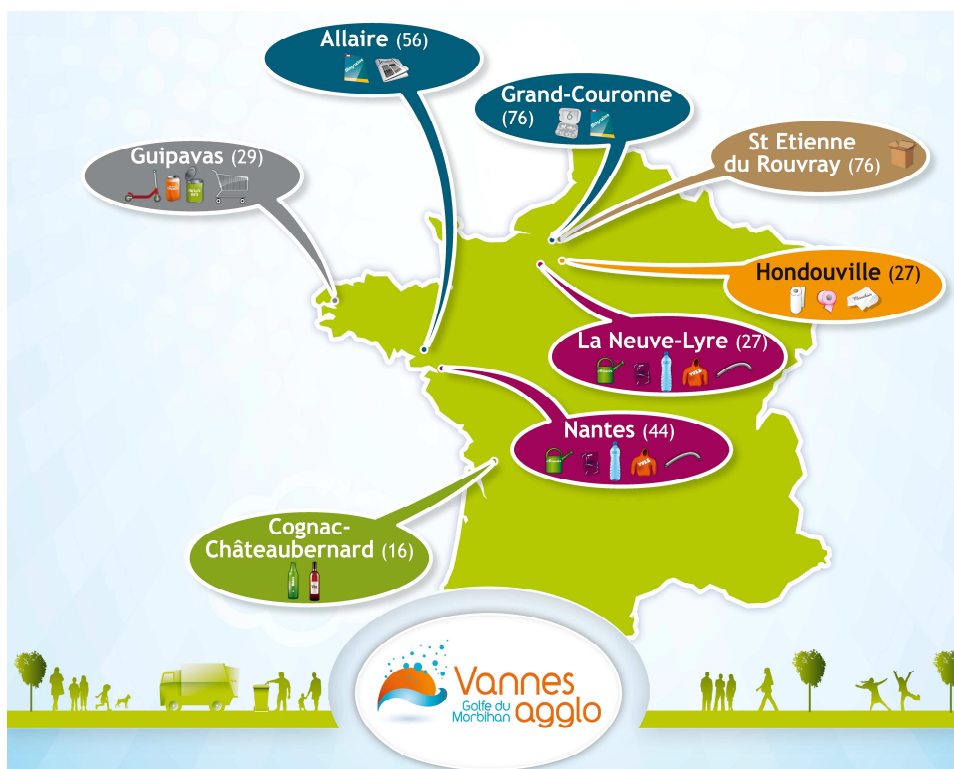 Allaire (56)
Grand-Couronne
(76)
6
St Etienne
du Rouvray (76)
Guipavas (29)
Hondouville (27)
La Neuve-Lyre (27)
Nantes (44)
Cognac-
Châteaubernard (16)
Vannes
Golfe du
Morbihan
agglo